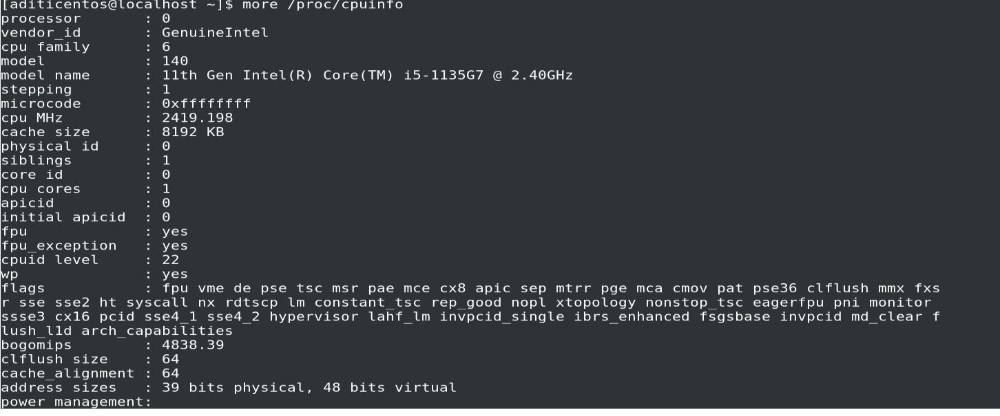 [aditicentos@localhost ~]$ more /proc/cpuinfo
processor : 0
vendor_id : GenuineIntel
cpu family : 6
model : 140
model name : 11th Gen Intel(R) Core(TM) i5-1135G7 @ 2.40GHz
stepping : 1
microcode : 0xffffffff
cpu MHz : 2419.198
cache size : 8192 KB
physical id : 0
siblings : 1
core id : 0
cpu cores : 1
apicid : 0
initial apicid : 0
fpu : yes
fpu_exception : yes
cpuid level : 22
wp : yes
flags : fpu vme de pse tsc msr pae mce cx8 apic sep mtrr pge mca cmov pat pse36 clflush mmx fxs
r sse sse2 ht syscall nx rdtscp lm constant_tsc rep_good nopl xtopology nonstop_tsc eagerfpu pni monitor
ssse3 cx16 pcid sse4_1 sse4_2 hypervisor lahf_lm invpcid_single ibrs_enhanced fsgsbase invpcid md_clear f
lush_l1d arch_capabilities
bogomips : 4838.39
clflush size : 64
cache_alignment : 64
address sizes : 39 bits physical, 48 bits virtual
power management: